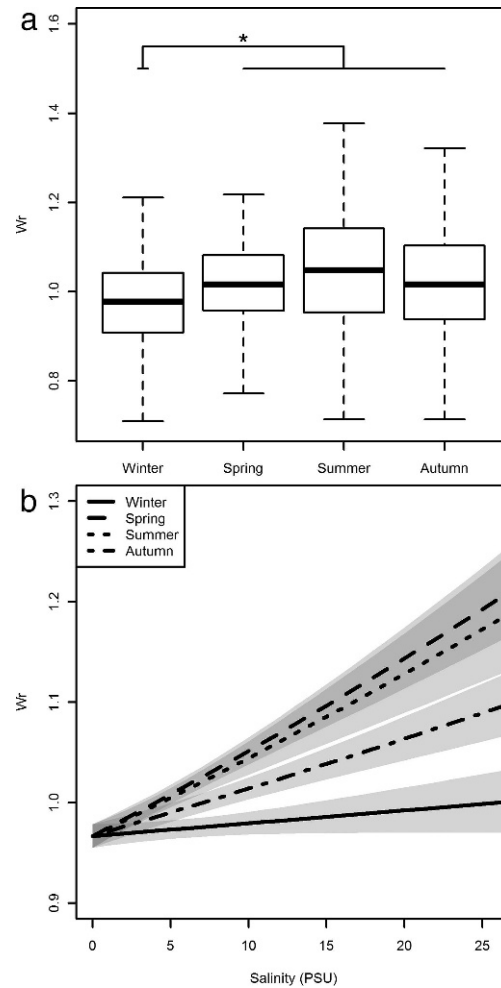 a
*
Wr
1.6
1.4
1.2
1.0
0.8
Winter Spring Summer Autumn
b
Winter
Spring
Summer
Autumn
Wr
1.3
1.2
1.1
1.0
0.9
0 5 10 15 20 25
Salinity (PSU)